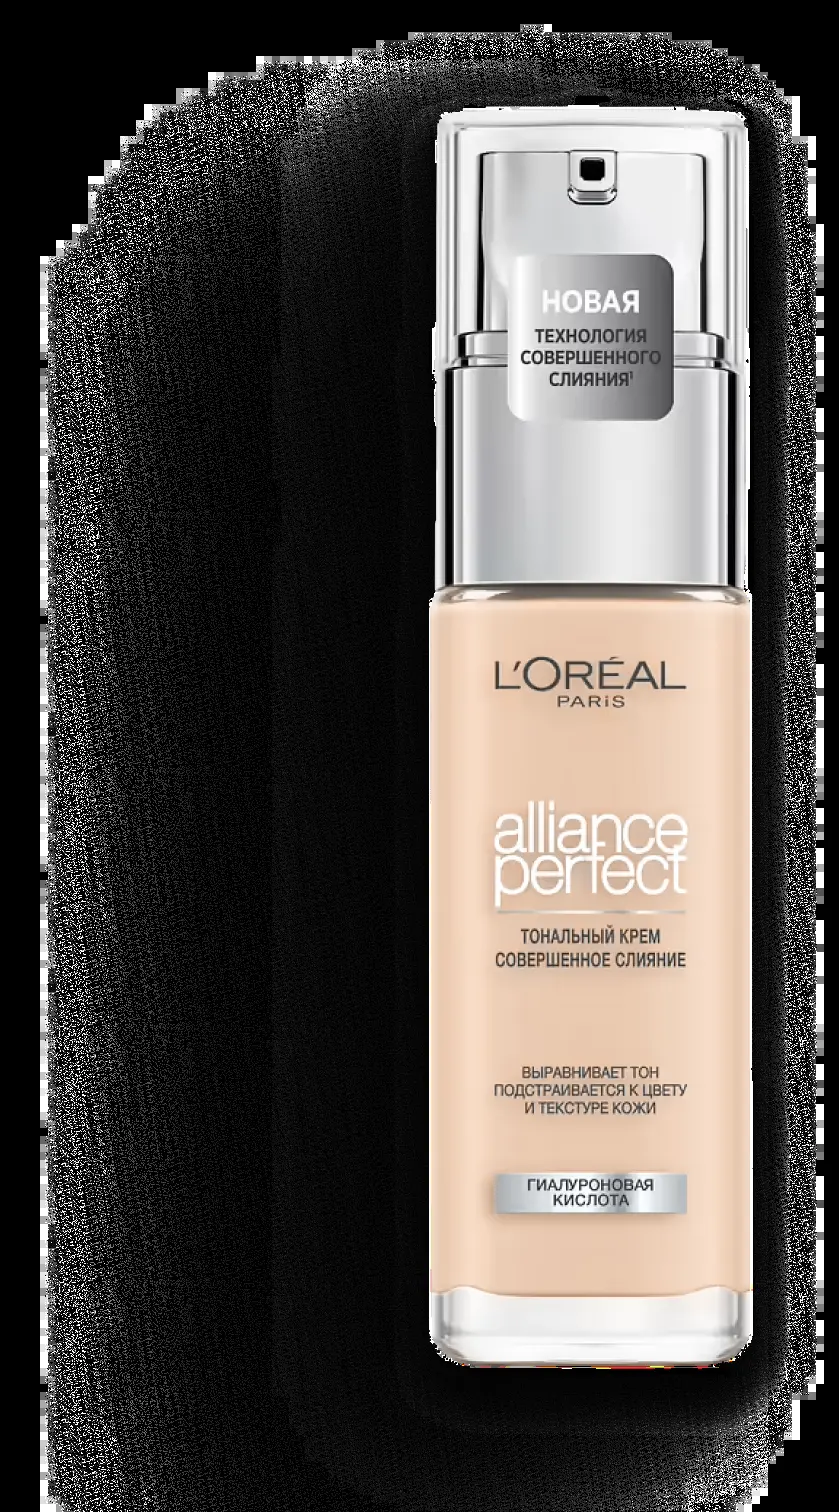 НОВАЯ
ТЕХНОЛОГИЯ
СОВЕРШЕННОГО
СЛИЯНИЯ¹
L'ORÉAL
PARIS
alliance
perfect
ТОНАЛЬНЫЙ КРЕМ
СОВЕРШЕННОЕ СЛИЯНИЕ
ВЫРАВНИВАЕТ ТОН
ПОДСТРАИВАЕТСЯ К ЦВЕТУ
И ТЕКСТУРЕ КОЖИ
ГИАЛУРОНОВАЯ
КИСЛОТА